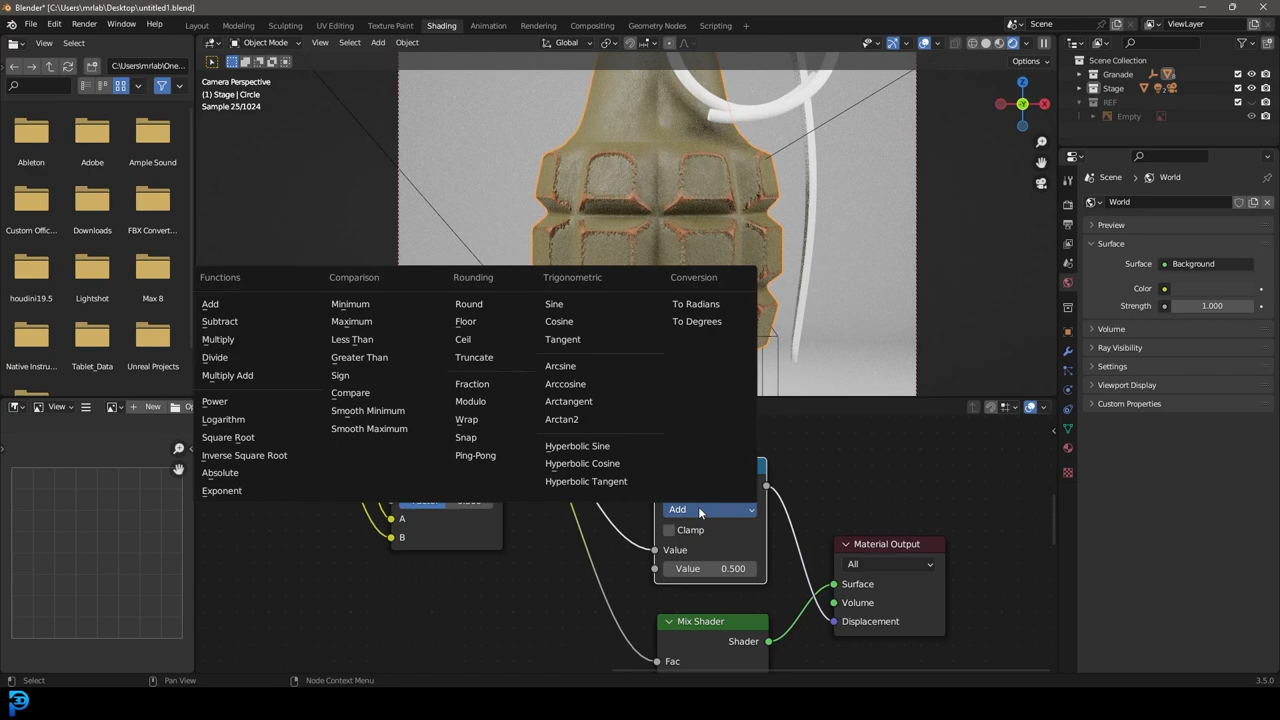 Blender* [C:\Users\mrlab\Desktop\untitled1.blend]
File Edit Render Window Help Layout Modeling Sculpting UV Editing Texture Paint Shading Animation Rendering Compositing Geometry Nodes Scripting Scene ViewLayer
View Select Object Mode View Select Add Object Global
C:\Users\mrlab\One...
Options
Camera Perspective
(1) Stage | Circle
Sample 25/1024
Z
Y X
Ableton Adobe Ample Sound
Custom Offic... Downloads FBX Convert...
houdini19.5 Lightshot Max 8
Native Instru... Tablet_Data Unreal Projects
Functions Comparison Rounding Trigonometric Conversion
Add Minimum Round Sine To Radians
Subtract Maximum Floor Cosine To Degrees
Multiply Less Than Ceil Tangent
Divide Greater Than Truncate
Arcsine
Multiply Add Sign Fraction Arccosine
Compare
Power Smooth Minimum Modulo Arctangent
Logarithm Smooth Maximum Wrap Arctan2
Square Root Snap Hyperbolic Sine
Inverse Square Root Ping-Pong Hyperbolic Cosine
Absolute Hyperbolic Tangent
Exponent
Scene Collection
Granade
Stage
REF
Empty
Scene World
World
Preview
Surface
Surface Background
Color
Strength 1.000
Volume
Ray Visibility
Settings
Viewport Display
Custom Properties
View New Op
A
B
Add
Clamp
Value
Value 0.500
Mix Shader
Shader
Fac
Material Output
All
Surface
Volume
Displacement
Select Pan View Node Context Menu 3.5.0